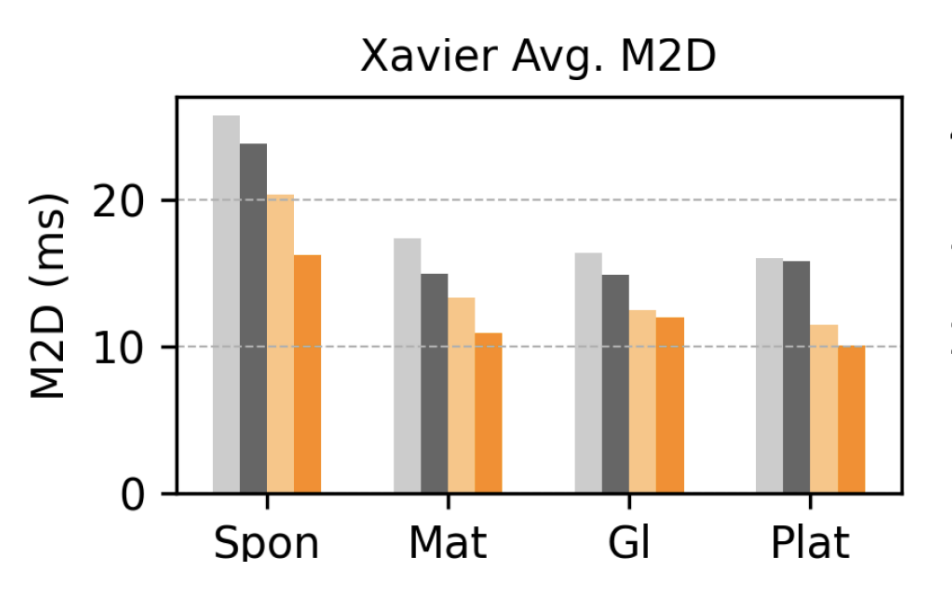 Xavier Avg. M2D
M2D (ms)
20
10
0
Spon Mat Gl Plat